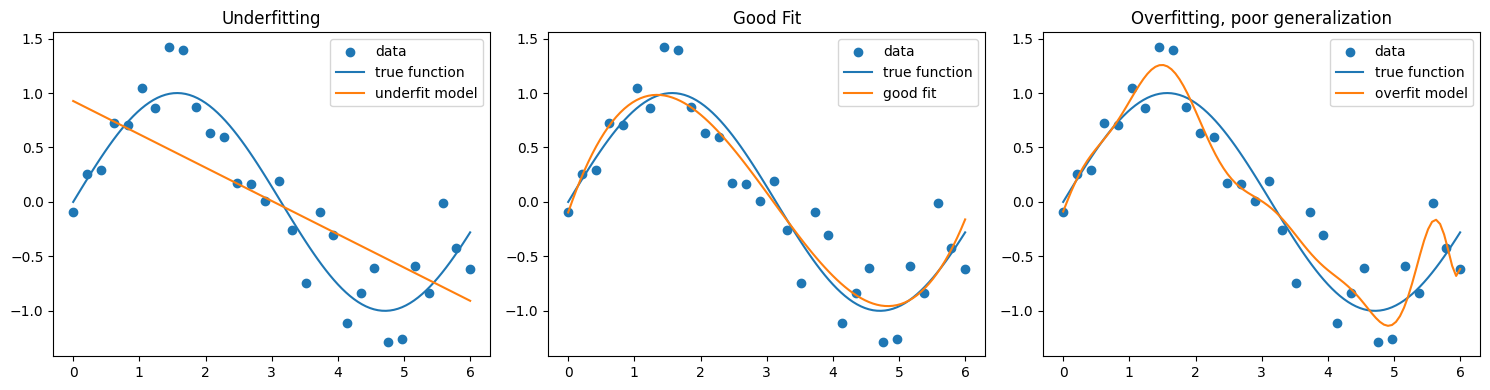 Underfitting
1.5
1.0
0.5
0.0
−0.5
−1.0
0 1 2 3 4 5 6
data
true function
underfit model
Good Fit
1.5
1.0
0.5
0.0
−0.5
−1.0
0 1 2 3 4 5 6
data
true function
good fit
Overfitting, poor generalization
1.5
1.0
0.5
0.0
−0.5
−1.0
0 1 2 3 4 5 6
data
true function
overfit model